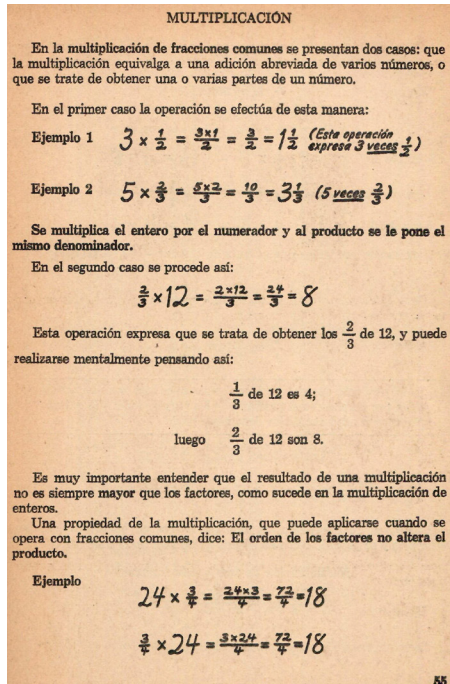 MULTIPLICACIÓN
En la multiplicación de fracciones comunes se presentan dos casos: que
la multiplicación equivalga a una adición abreviada de varios números, o
que se trate de obtener una o varias partes de un número.
En el primer caso la operación se efectúa de esta manera:
Ejemplo 1 3 × 1/2 = 3×1/2 = 3/2 = 1 1/2 (Esta operación expresa 3 veces 1/2)
Ejemplo 2 5 × 2/3 = 5×2/3 = 10/3 = 3 1/3 (5 veces 2/3)
Se multiplica el entero por el numerador y al producto se le pone el
mismo denominador.
En el segundo caso se procede así:
2/3 × 12 = 2×12/3 = 24/3 = 8
Esta operación expresa que se trata de obtener los 2/3 de 12, y puede
realizarse mentalmente pensando así:
1/3 de 12 es 4;
luego 2/3 de 12 son 8.
Es muy importante entender que el resultado de una multiplicación
no es siempre mayor que los factores, como sucede en la multiplicación de
enteros.
Una propiedad de la multiplicación, que puede aplicarse cuando se
opera con fracciones comunes, dice: El orden de los factores no altera el
producto.
Ejemplo
24 × 3/4 = 24×3/4 = 72/4 = 18
3/4 × 24 = 3×24/4 = 72/4 = 18
55